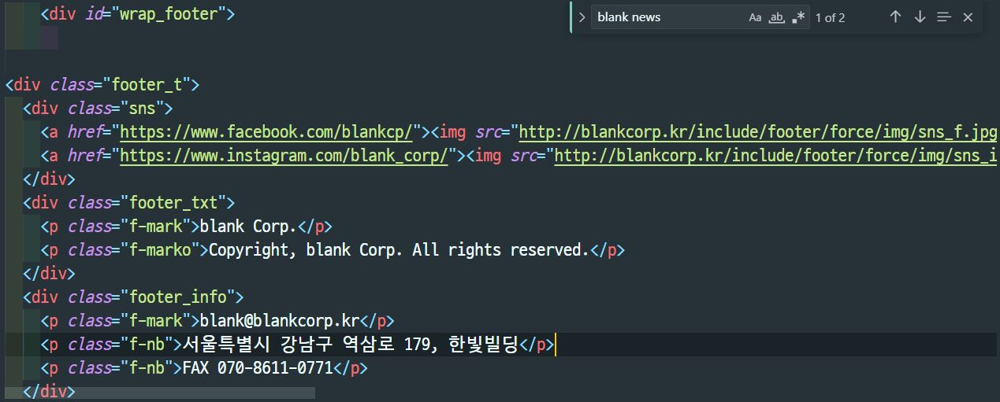 <div id="wrap_footer">
blank news
Aa ab 1 of 2
<div class="footer_t">
<div class="sns">
<a href="https://www.facebook.com/blankcp/"><img src="http://blankcorp.kr/include/footer/force/img/sns_f.jpg
<a href="https://www.instagram.com/blank_corp/"><img src="http://blankcorp.kr/include/footer/force/img/sns_i
</div>
<div class="footer_txt">
<p class="f-mark">blank Corp.</p>
<p class="f-marko">Copyright, blank Corp. All rights reserved.</p>
</div>
<div class="footer_info">
<p class="f-mark">blank@blankcorp.kr</p>
<p class="f-nb">서울특별시 강남구 역삼로 179, 한빛빌딩</p>
<p class="f-nb">FAX 070-8611-0771</p>
</div>